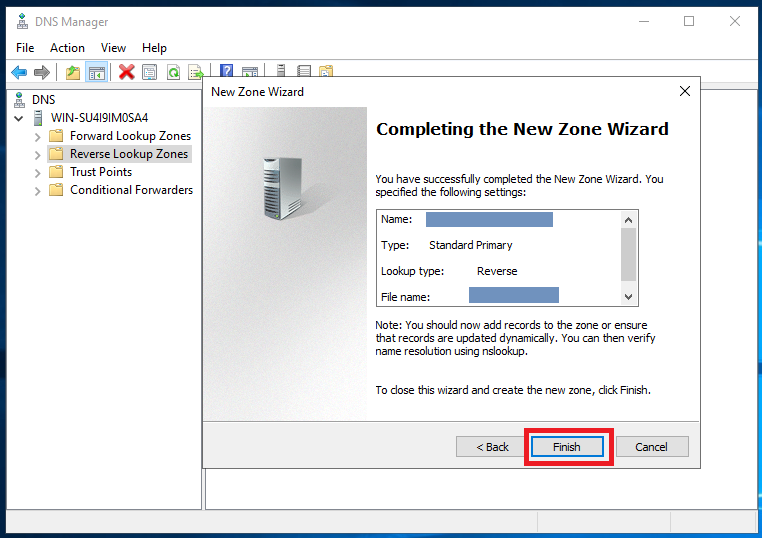 DNS Manager
File Action View Help
DNS
WIN-SU4I9IM0SA4
Forward Lookup Zones
Reverse Lookup Zones
Trust Points
Conditional Forwarders
New Zone Wizard
Completing the New Zone Wizard
You have successfully completed the New Zone Wizard. You
specified the following settings:
Name:
Type: Standard Primary
Lookup type: Reverse
File name:
Note: You should now add records to the zone or ensure
that records are updated dynamically. You can then verify
name resolution using nslookup.
To close this wizard and create the new zone, click Finish.
< Back Finish Cancel